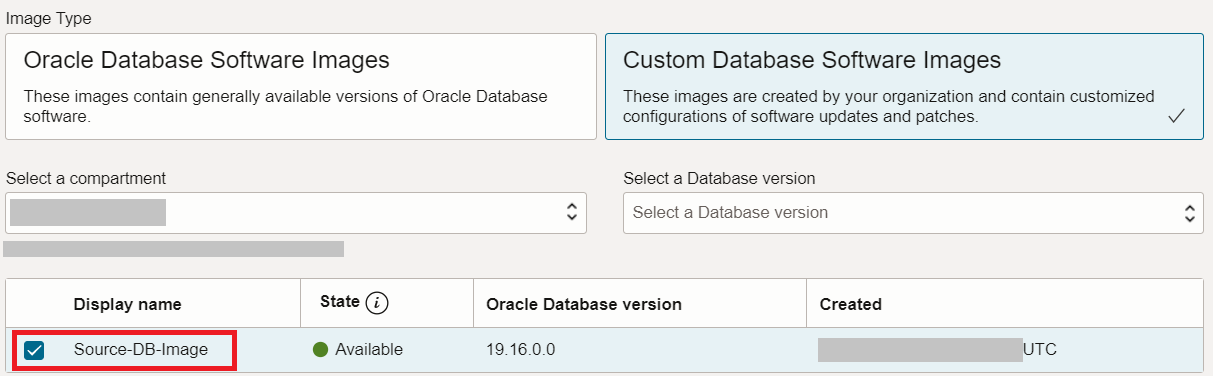 Image Type
Oracle Database Software Images
These images contain generally available versions of Oracle Database
software.
Custom Database Software Images
These images are created by your organization and contain customized
configurations of software updates and patches.
Select a compartment
Select a Database version
Select a Database version
Display name State i Oracle Database version Created
Source-DB-Image Available 19.16.0.0 UTC